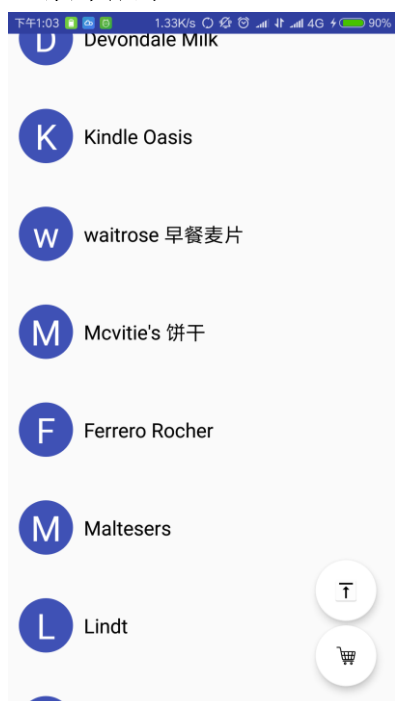 下午1:03 1.33K/s 4G 90%
D Devondale Milk
K Kindle Oasis
w waitrose 早餐麦片
M Mcvitie's 饼干
F Ferrero Rocher
M Maltesers
L Lindt